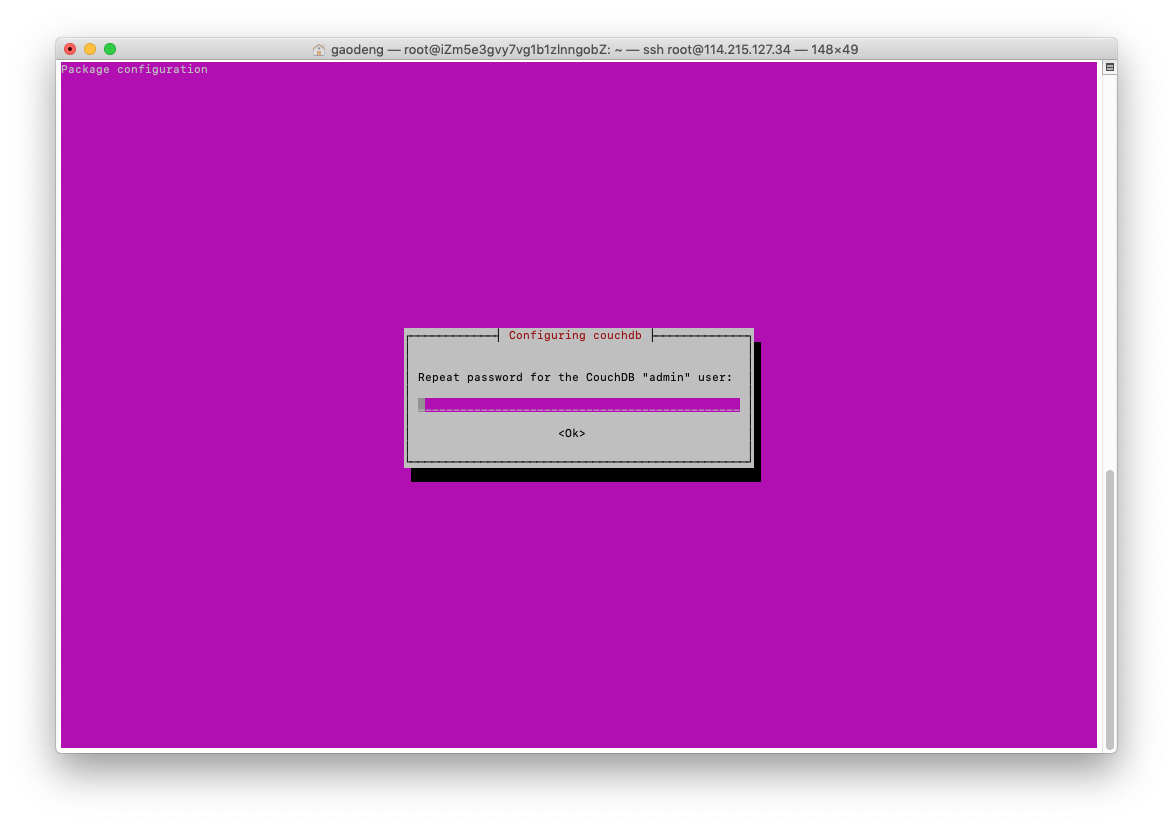 gaodeng — root@iZm5e3gvy7vg1b1zlnngobZ: ~ — ssh root@114.215.127.34 — 148×49
Package configuration
Configuring couchdb
Repeat password for the CouchDB "admin" user:
<Ok>